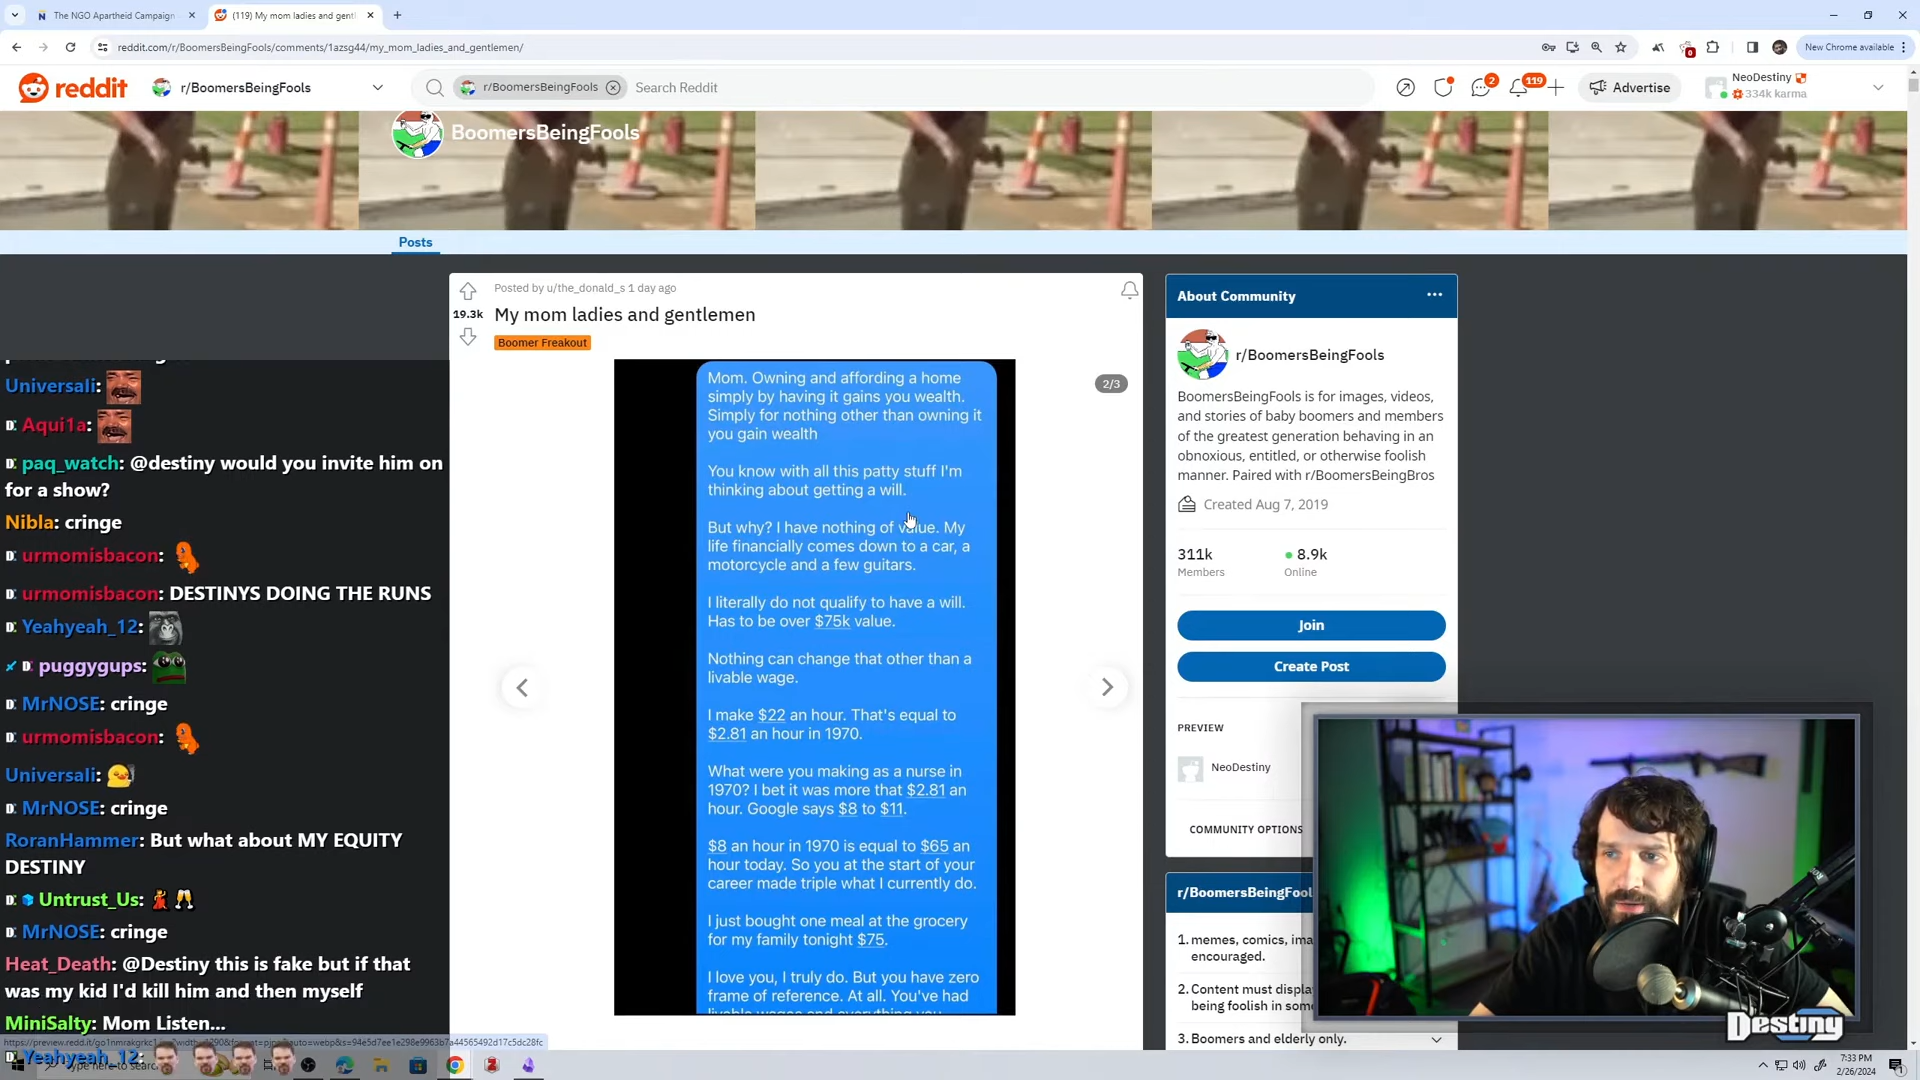 The NGO Apartheid Campaign
(119) My mom ladies and gentl
reddit.com/r/BoomersBeingFools/comments/1azsg44/my_mom_ladies_and_gentlemen/
New Chrome available
reddit
r/BoomersBeingFools
r/BoomersBeingFools
Search Reddit
2
119
Advertise
NeoDestiny
334k karma
BoomersBeingFools
Posts
Posted by u/the_donald_s 1 day ago
19.3k
My mom ladies and gentlemen
Boomer Freakout
2/3
Mom. Owning and affording a home
simply by having it gains you wealth.
Simply for nothing other than owning it
you gain wealth
You know with all this patty stuff I'm
thinking about getting a will.
But why? I have nothing of value. My
life financially comes down to a car, a
motorcycle and a few guitars.
I literally do not qualify to have a will.
Has to be over $75k value.
Nothing can change that other than a
livable wage.
I make $22 an hour. That's equal to
$2.81 an hour in 1970.
What were you making as a nurse in
1970? I bet it was more that $2.81 an
hour. Google says $8 to $11.
$8 an hour in 1970 is equal to $65 an
hour today. So you at the start of your
career made triple what I currently do.
I just bought one meal at the grocery
for my family tonight $75.
I love you, I truly do. But you have zero
frame of reference. At all. You've had
livable wages and everything you
Universali:
Aqui1a:
paq_watch: @destiny would you invite him on
for a show?
Nibla: cringe
urmomisbacon:
urmomisbacon: DESTINYS DOING THE RUNS
Yeahyeah_12:
puggygups:
MrNOSE: cringe
urmomisbacon:
Universali:
MrNOSE: cringe
RoranHammer: But what about MY EQUITY
DESTINY
Untrust_Us:
MrNOSE: cringe
Heat_Death: @Destiny this is fake but if that
was my kid I'd kill him and then myself
MiniSalty: Mom Listen...
Yeahyeah_12:
About Community
r/BoomersBeingFools
BoomersBeingFools is for images, videos,
and stories of baby boomers and members
of the greatest generation behaving in an
obnoxious, entitled, or otherwise foolish
manner. Paired with r/BoomersBeingBros
Created Aug 7, 2019
311k
Members
8.9k
Online
Join
Create Post
PREVIEW
NeoDestiny
COMMUNITY OPTIONS
r/BoomersBeingFool
1. memes, comics, ima
encouraged.
2. Content must displa
being foolish in som
3. Boomers and elderly only.
Destiny
7:33 PM
2/26/2024